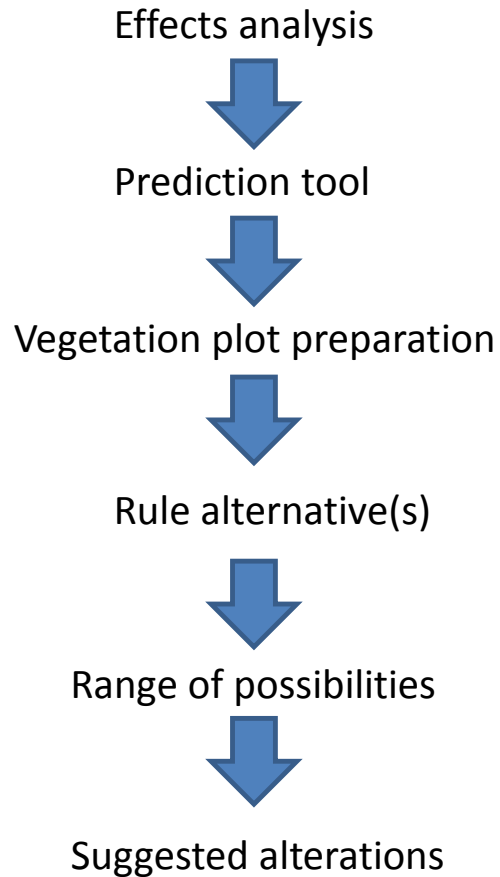 Effects analysis
Prediction tool
Vegetation plot preparation
Rule alternative(s)
Range of possibilities
Suggested alterations